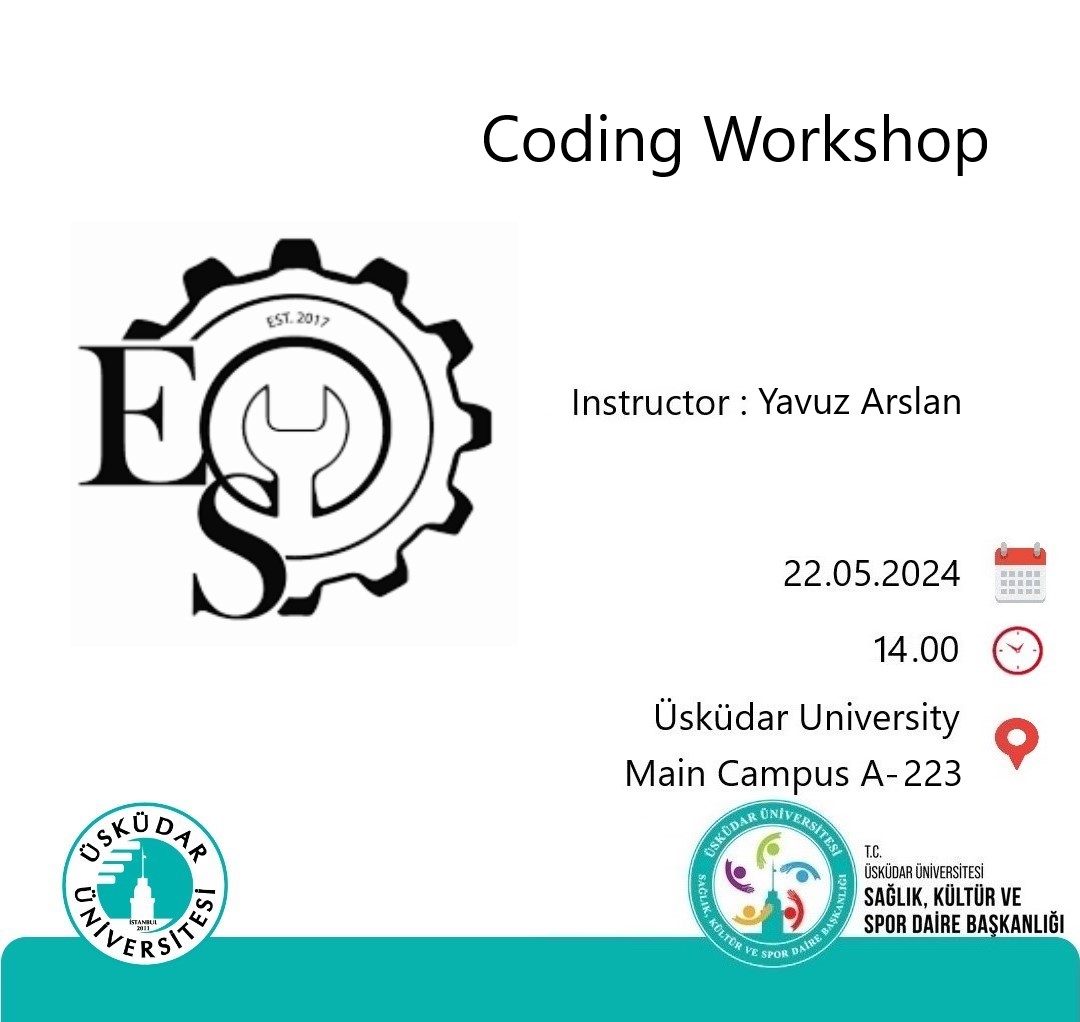 Coding Workshop
EST. 2017
ES
Instructor : Yavuz Arslan
22.05.2024
14.00
Üsküdar University
Main Campus A-223
ÜSKÜDAR ÜNİVERSİTESİ
İSTANBUL
2011
ÜSKÜDAR ÜNİVERSİTESİ
SAĞLIK, KÜLTÜR VE SPOR DAİRE BAŞKANLIĞI
T.C.
ÜSKÜDAR ÜNİVERSİTESİ
SAĞLIK, KÜLTÜR VE
SPOR DAİRE BAŞKANLIĞI